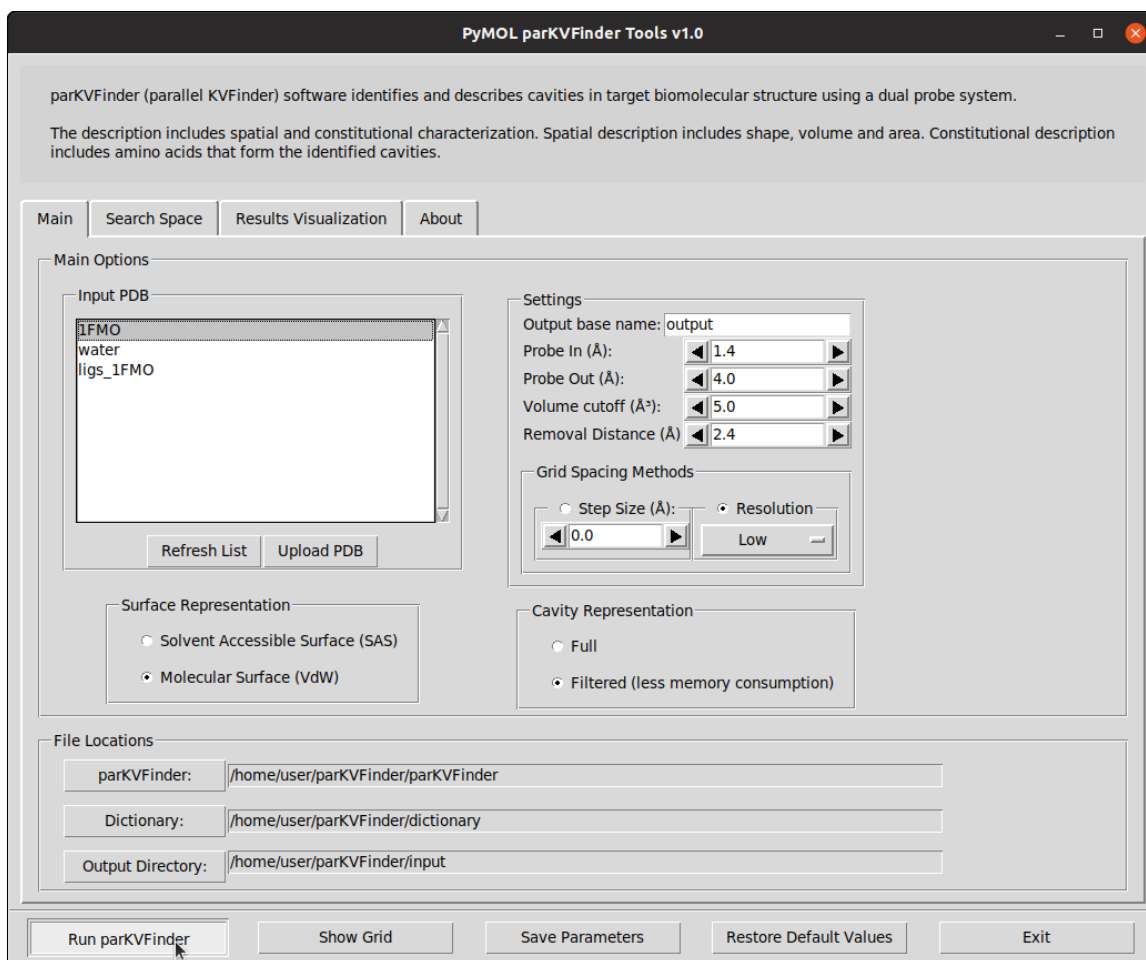 PyMOL parKVFinder Tools v1.0
parKVFinder (parallel KVFinder) software identifies and describes cavities in target biomolecular structure using a dual probe system.
The description includes spatial and constitutional characterization. Spatial description includes shape, volume and area. Constitutional description
includes amino acids that form the identified cavities.
Main Search Space Results Visualization About
Main Options
Input PDB
1FMO
water
ligs_1FMO
Refresh List Upload PDB
Settings
Output base name: output
Probe In (Å): 1.4
Probe Out (Å): 4.0
Volume cutoff (Å³): 5.0
Removal Distance (Å) 2.4
Grid Spacing Methods
Step Size (Å): Resolution
0.0 Low
Surface Representation
Solvent Accessible Surface (SAS)
Molecular Surface (VdW)
Cavity Representation
Full
Filtered (less memory consumption)
File Locations
parKVFinder: /home/user/parKVFinder/parKVFinder
Dictionary: /home/user/parKVFinder/dictionary
Output Directory: /home/user/parKVFinder/input
Run parKVFinder Show Grid Save Parameters Restore Default Values Exit